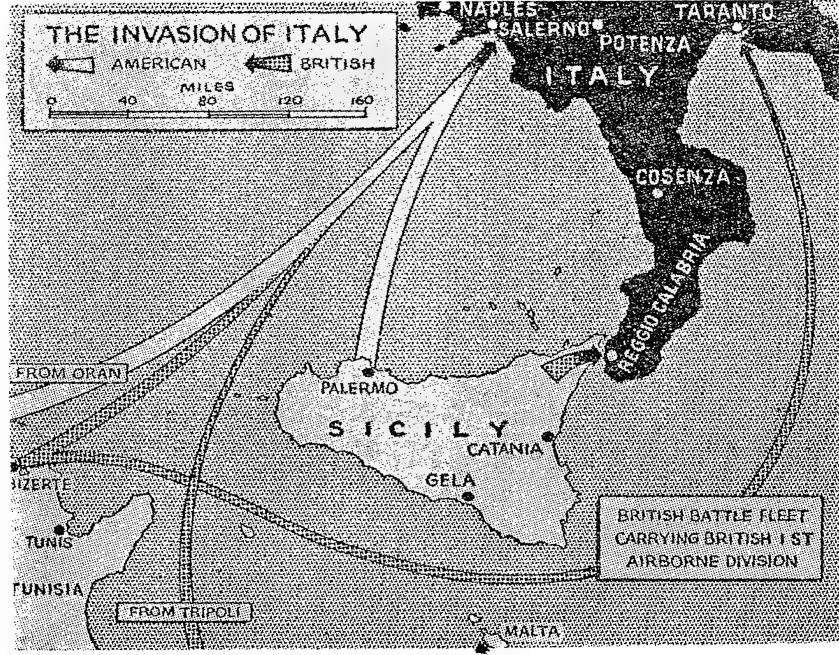 THE INVASION OF ITALY
AMERICAN BRITISH
MILES
0 40 80 120 160
NAPLES
SALERNO
POTENZA
TARANTO
ITALY
COSENZA
REGGIO CALABRIA
FROM ORAN
PALERMO
SICILY
CATANIA
GELA
BIZERTE
TUNIS
TUNISIA
FROM TRIPOLI
BRITISH BATTLE FLEET
CARRYING BRITISH 1 ST
AIRBORNE DIVISION
MALTA